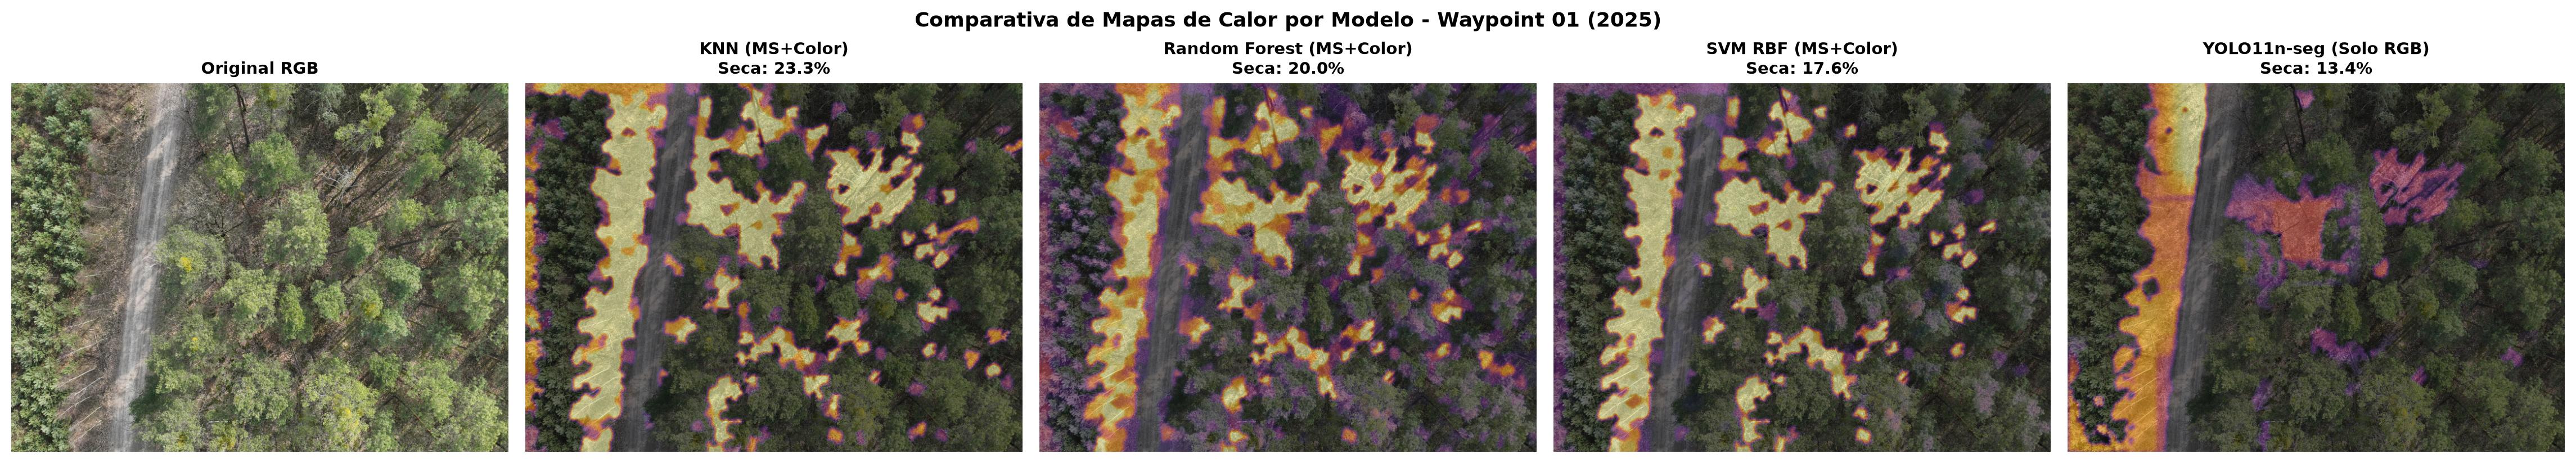 Comparativa de Mapas de Calor por Modelo - Waypoint 01 (2025)
Original RGB
KNN (MS+Color)
Seca: 23.3%
Random Forest (MS+Color)
Seca: 20.0%
SVM RBF (MS+Color)
Seca: 17.6%
YOLO11n-seg (Solo RGB)
Seca: 13.4%